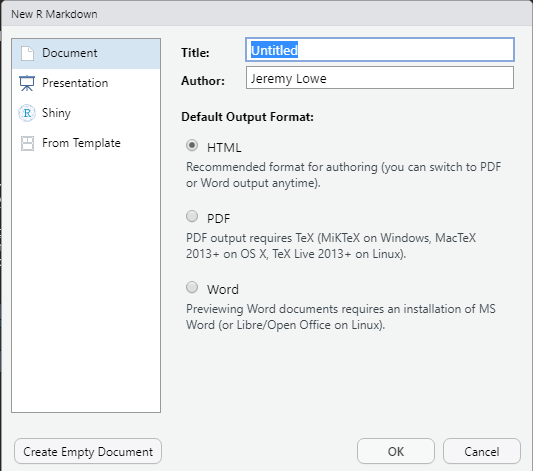 New R Markdown
Document
Presentation
R Shiny
From Template
Title: Untitled
Author: Jeremy Lowe
Default Output Format:
HTML
Recommended format for authoring (you can switch to PDF
or Word output anytime).
PDF
PDF output requires TeX (MiKTeX on Windows, MacTeX
2013+ on OS X, TeX Live 2013+ on Linux).
Word
Previewing Word documents requires an installation of MS
Word (or Libre/Open Office on Linux).
Create Empty Document
OK
Cancel